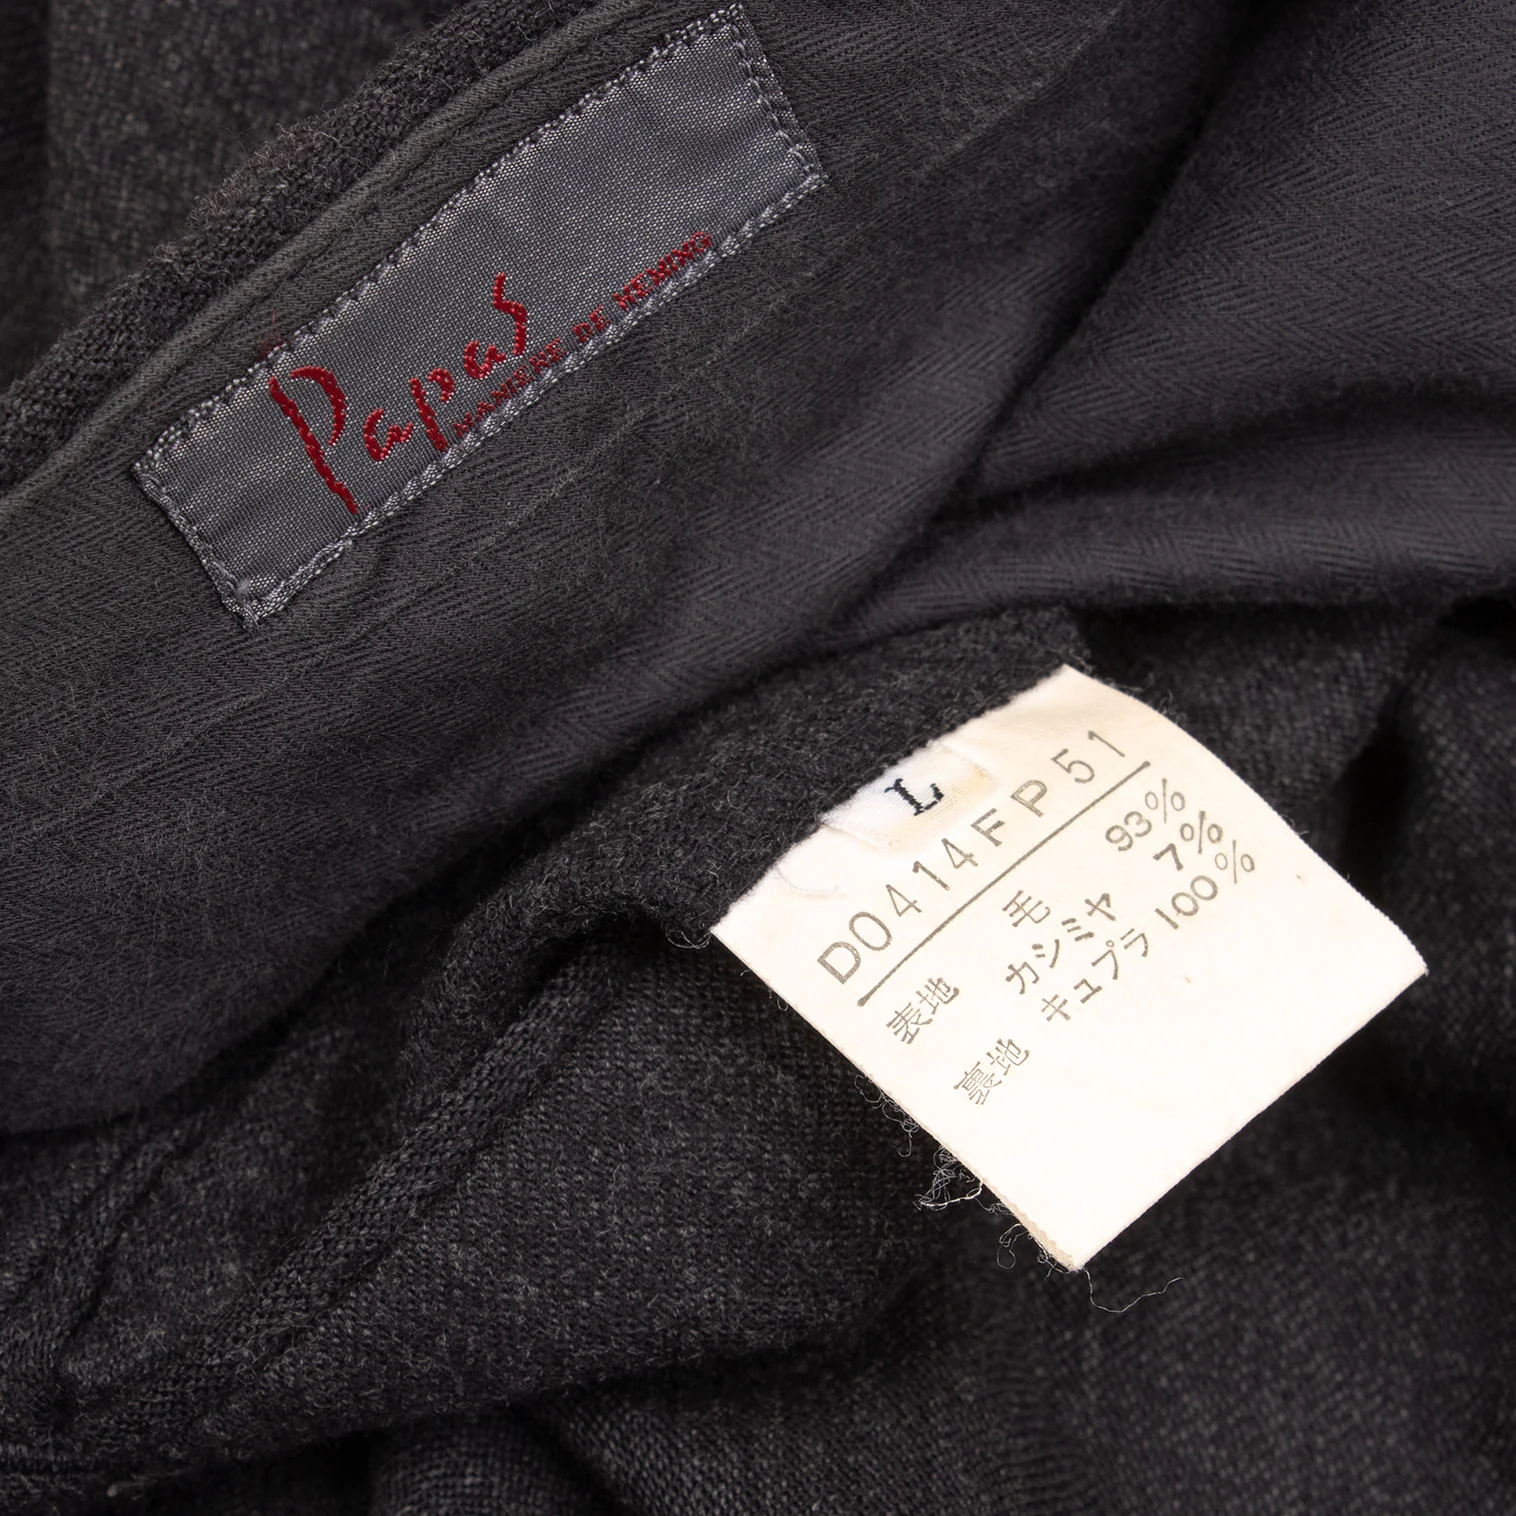 Papas
MANIERE DE HEMING
L
D0414FP51
表地 毛 93%
カシミヤ 7%
裏地 キュプラ 100%